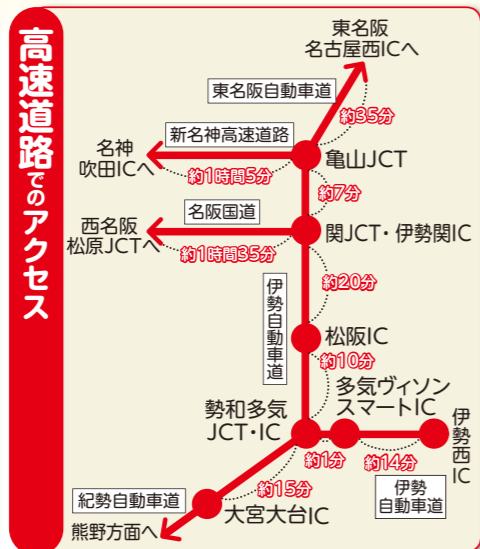 高速道路でのアクセス
東名阪
名古屋西ICへ
東名阪自動車道
約35分
新名神高速道路
名神
吹田ICへ
約1時間5分
亀山JCT
約7分
名阪国道
西名阪
松原JCTへ
約1時間35分
関JCT・伊勢関IC
約20分
伊勢自動車道
松阪IC
約10分
多気ヴィソン
スマートIC
勢和多気
JCT・IC
約1分
約14分
伊勢西IC
伊勢
自動車道
約15分
紀勢自動車道
大宮大台IC
熊野方面へ